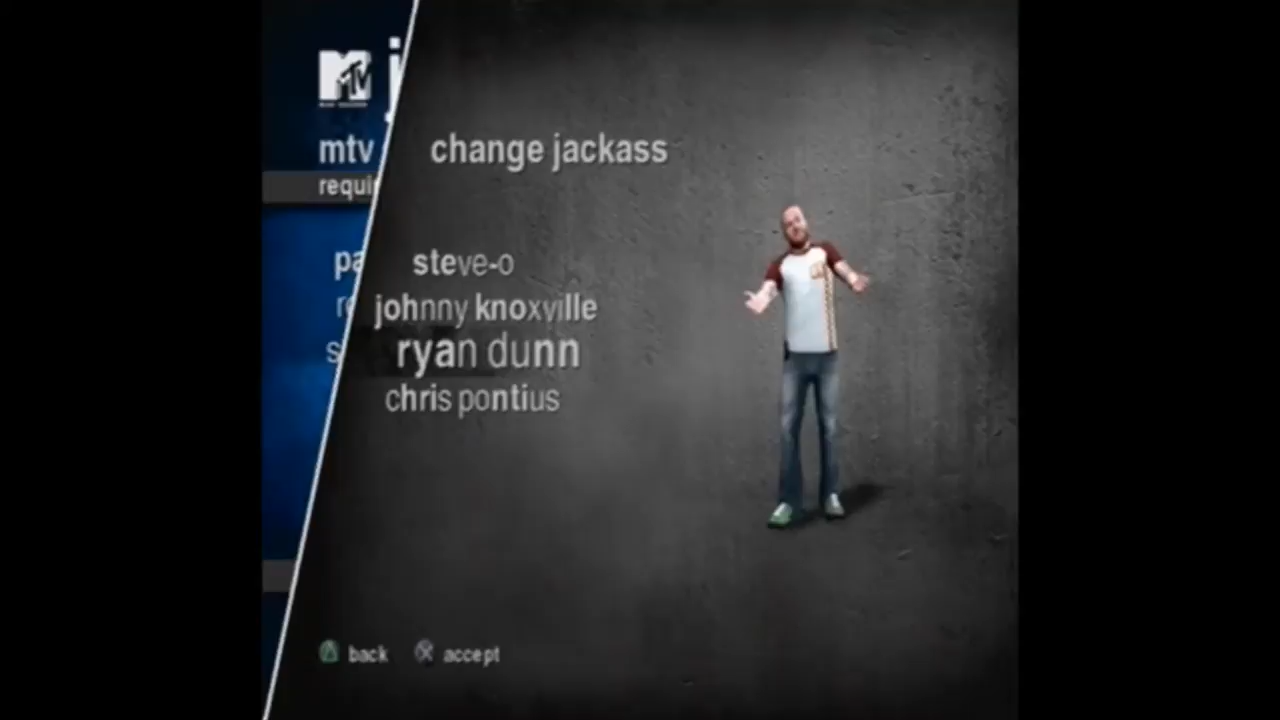 MTV
mtv
change jackass
steve-o
johnny knoxville
ryan dunn
chris pontius
back
accept